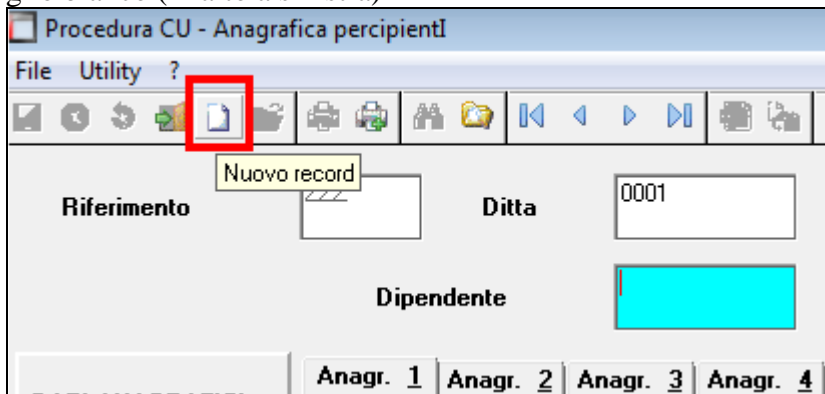 Procedura CU - Anagrafica percipientI
File Utility ?
Nuovo record
Riferimento 222 Ditta 0001
Dipendente
Anagr. 1 Anagr. 2 Anagr. 3 Anagr. 4